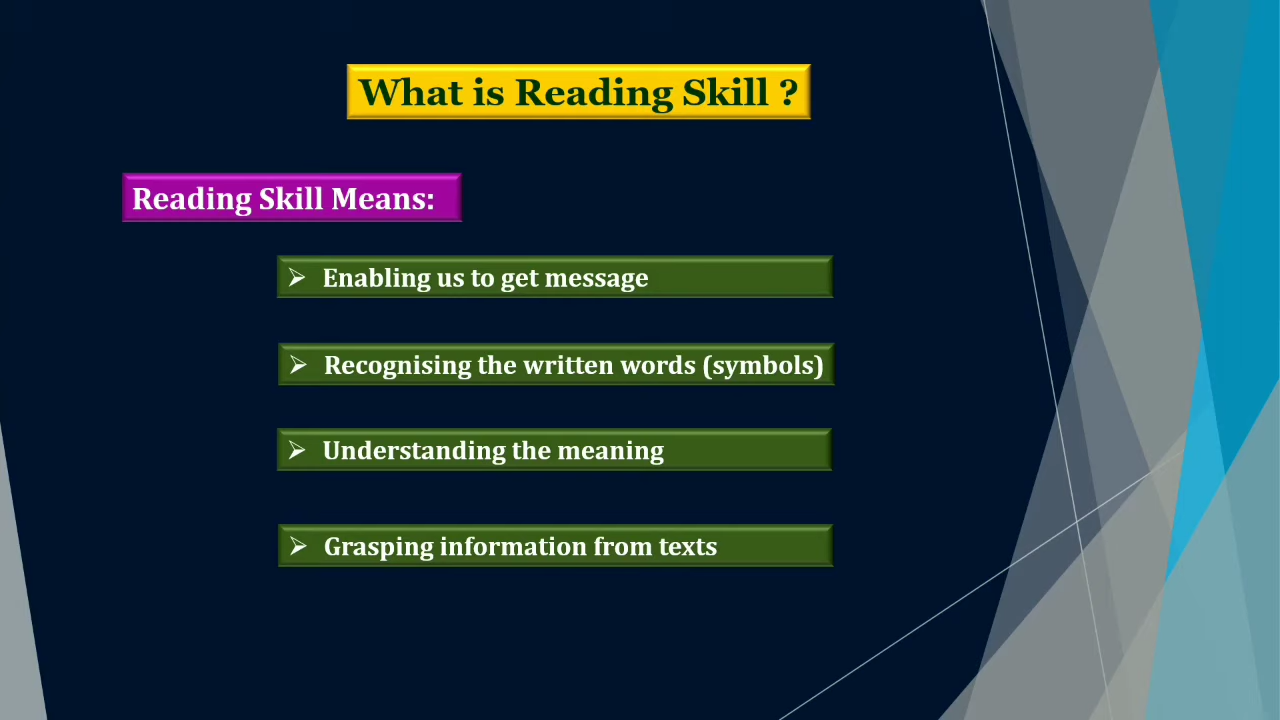 What is Reading Skill ?
Reading Skill Means:
➢ Enabling us to get message
➢ Recognising the written words (symbols)
➢ Understanding the meaning
➢ Grasping information from texts